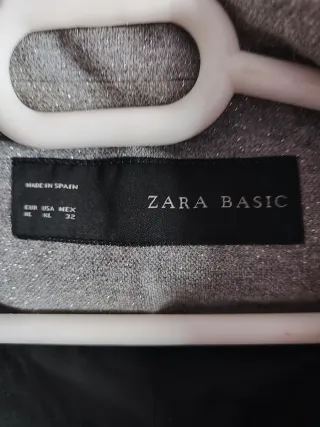 MADE IN SPAIN
ZARA BASIC
EUR USA MEX
XL XL 32